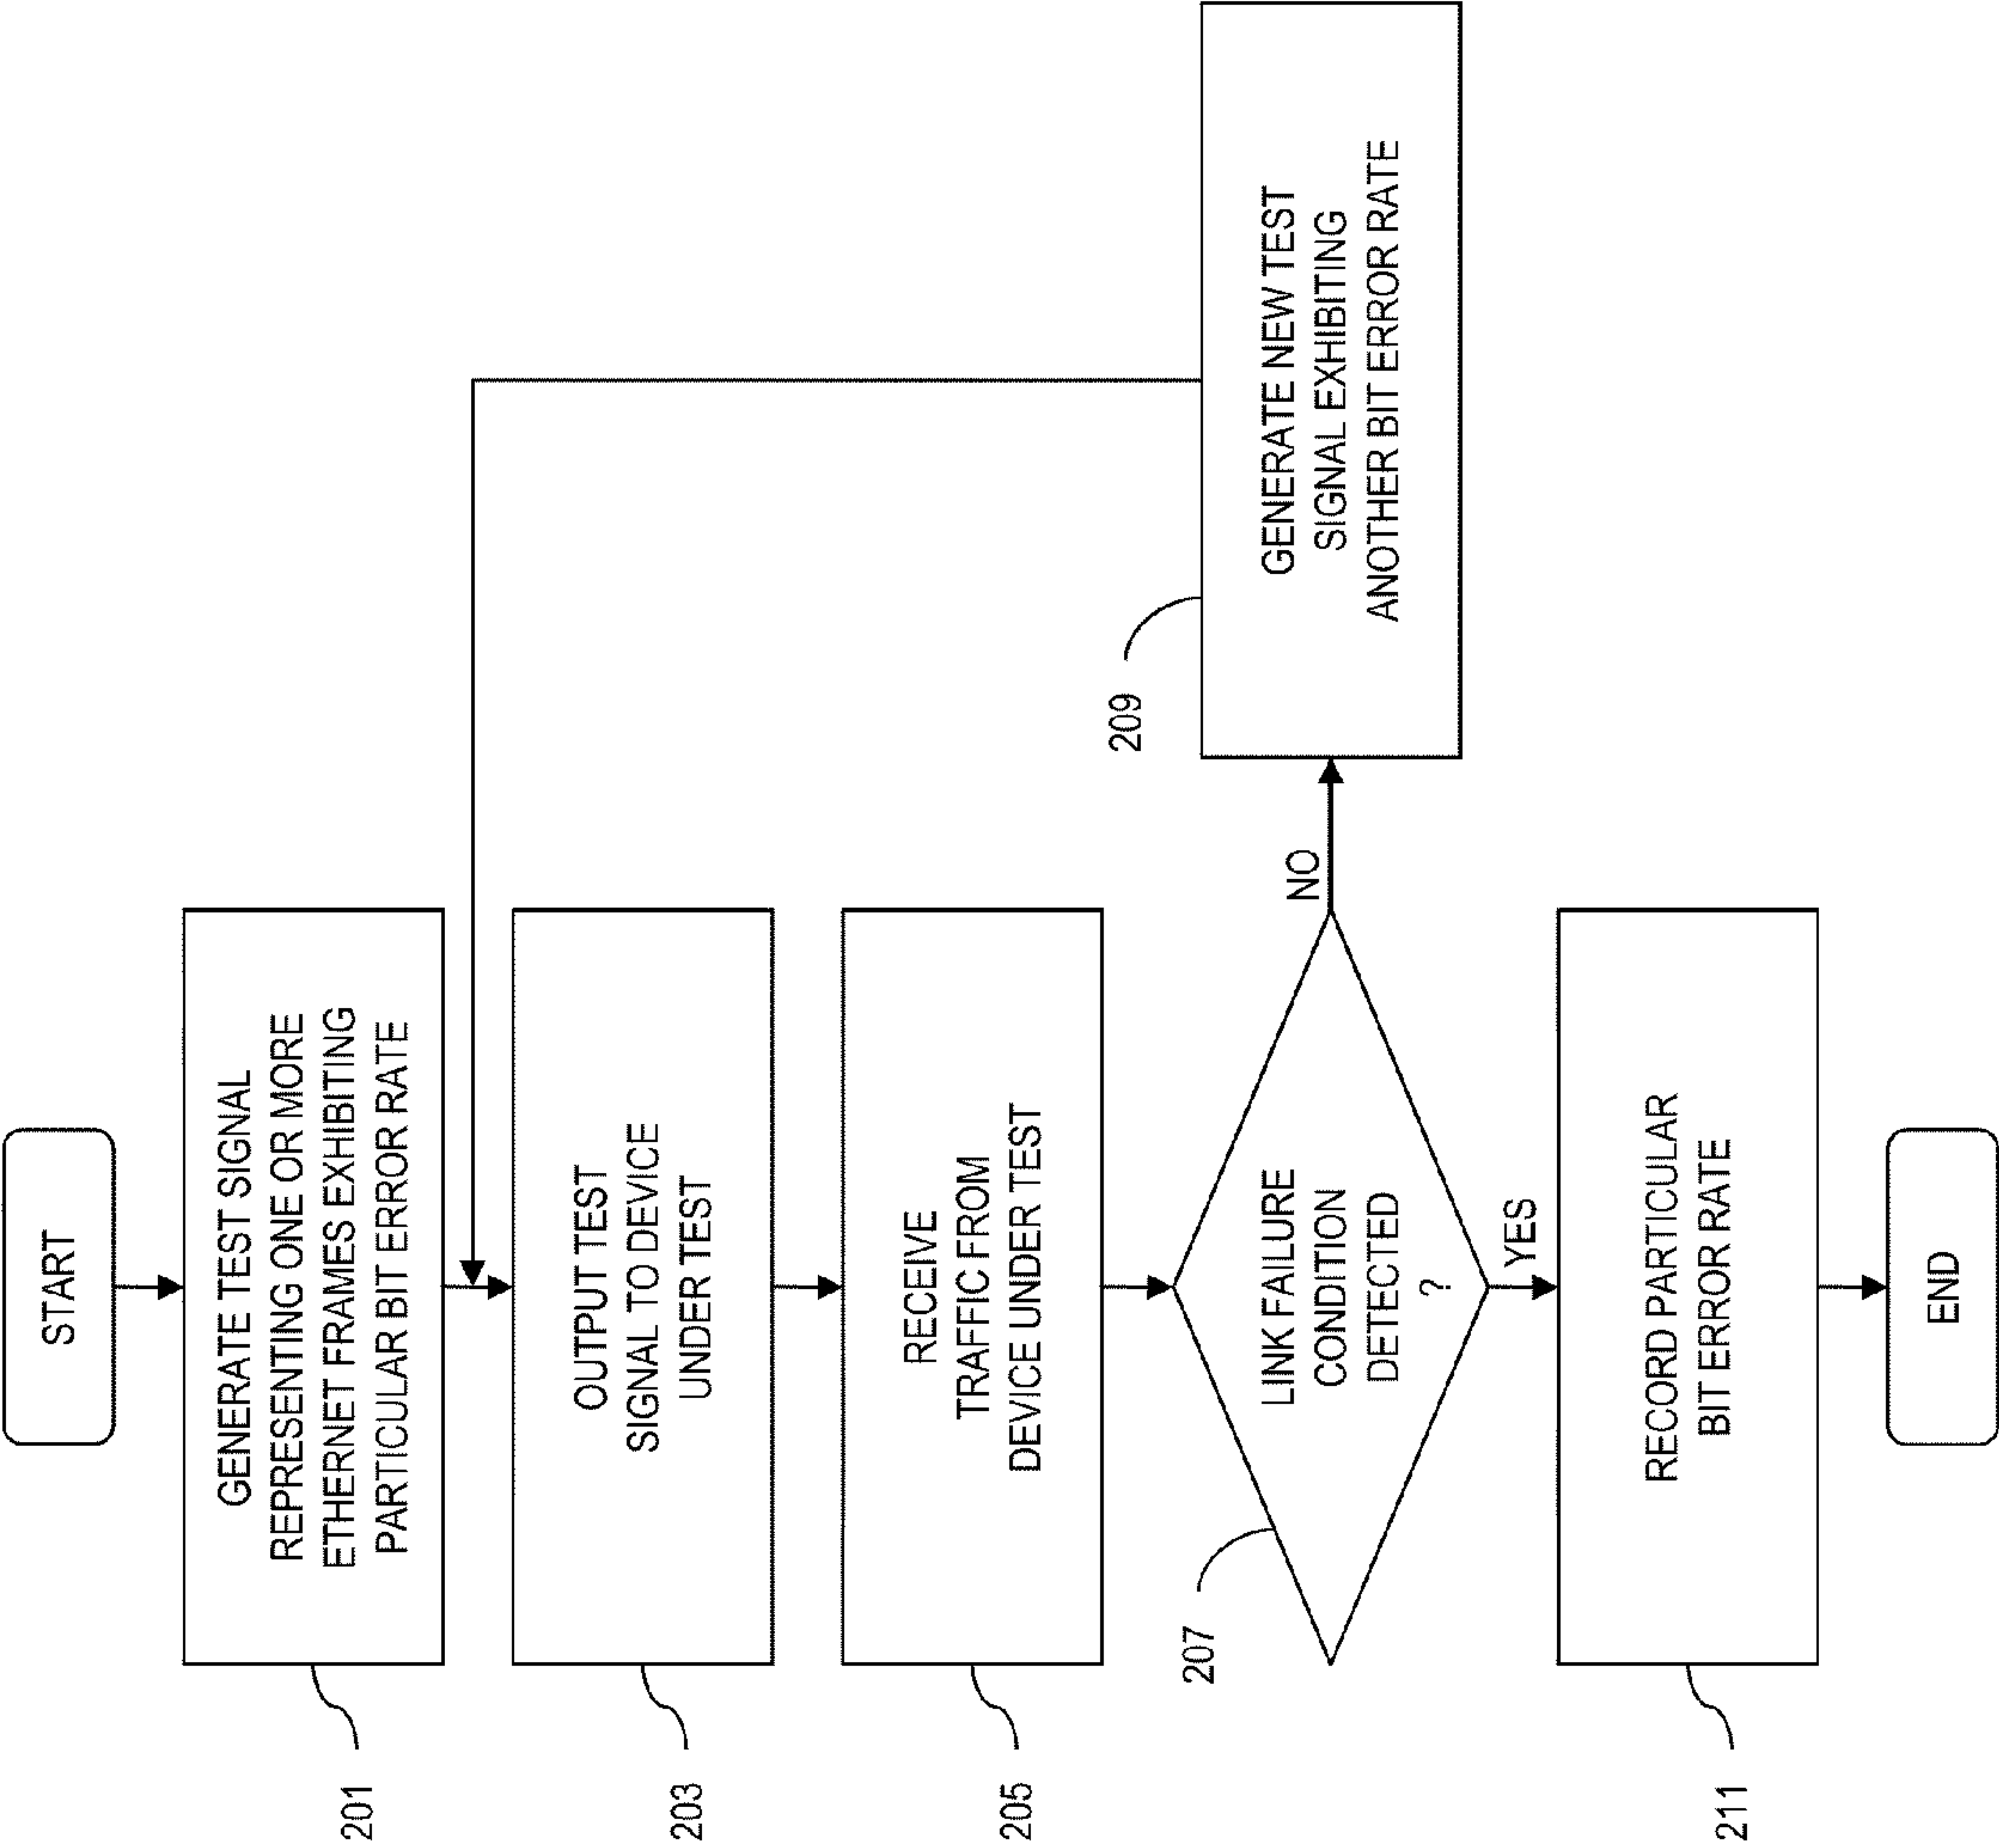 START
GENERATE TEST SIGNAL
REPRESENTING ONE OR MORE
ETHERNET FRAMES EXHIBITING
PARTICULAR BIT ERROR RATE
201
OUTPUT TEST
SIGNAL TO DEVICE
UNDER TEST
203
RECEIVE
TRAFFIC FROM
DEVICE UNDER TEST
205
LINK FAILURE
CONDITION
DETECTED
?
207
NO
GENERATE NEW TEST
SIGNAL EXHIBITING
ANOTHER BIT ERROR RATE
209
YES
RECORD PARTICULAR
BIT ERROR RATE
211
END